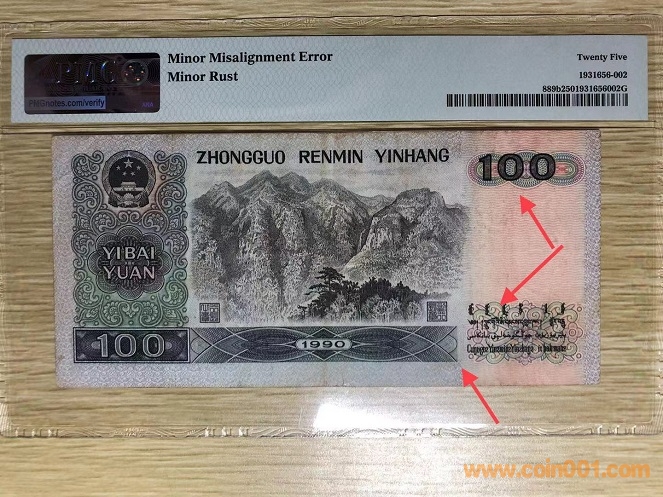 PMG
PMGnotes.com/verify
Minor Misalignment Error
Minor Rust
Twenty Five
1931656-002
889b2501931656002G
ZHONGGUO RENMIN YINHANG
100
YIBAI
YUAN
100
1990
www.coin001.com